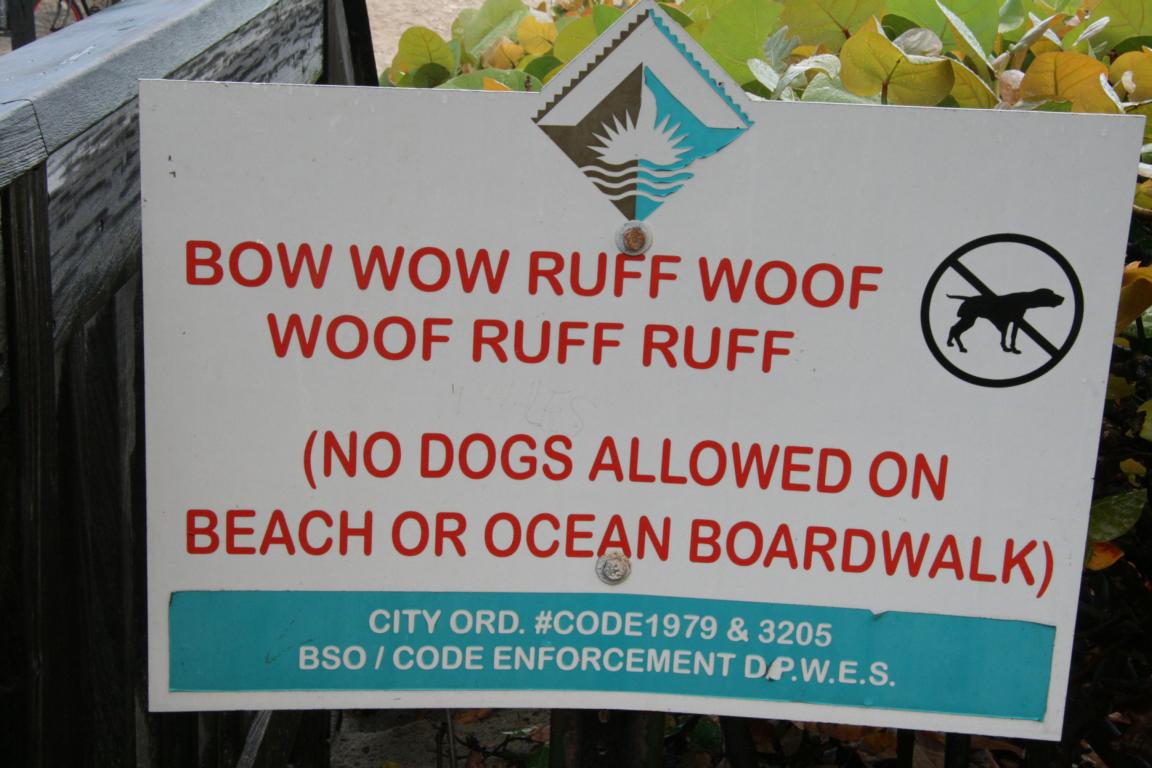 BOW WOW RUFF WOOF
WOOF RUFF RUFF
(NO DOGS ALLOWED ON
BEACH OR OCEAN BOARDWALK)
CITY ORD. #CODE1979 & 3205
BSO / CODE ENFORCEMENT D.P.W.E.S.